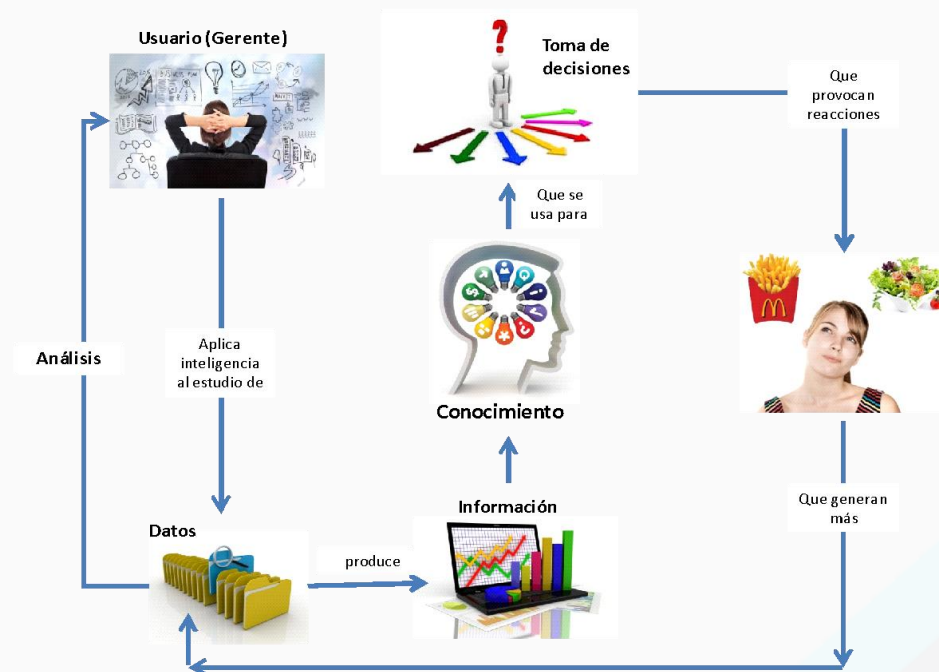 Usuario (Gerente)
Toma de
decisiones
Que
provocan
reacciones
Que se
usa para
Análisis
Aplica
inteligencia
al estudio de
Conocimiento
Que generan
más
Información
Datos
produce